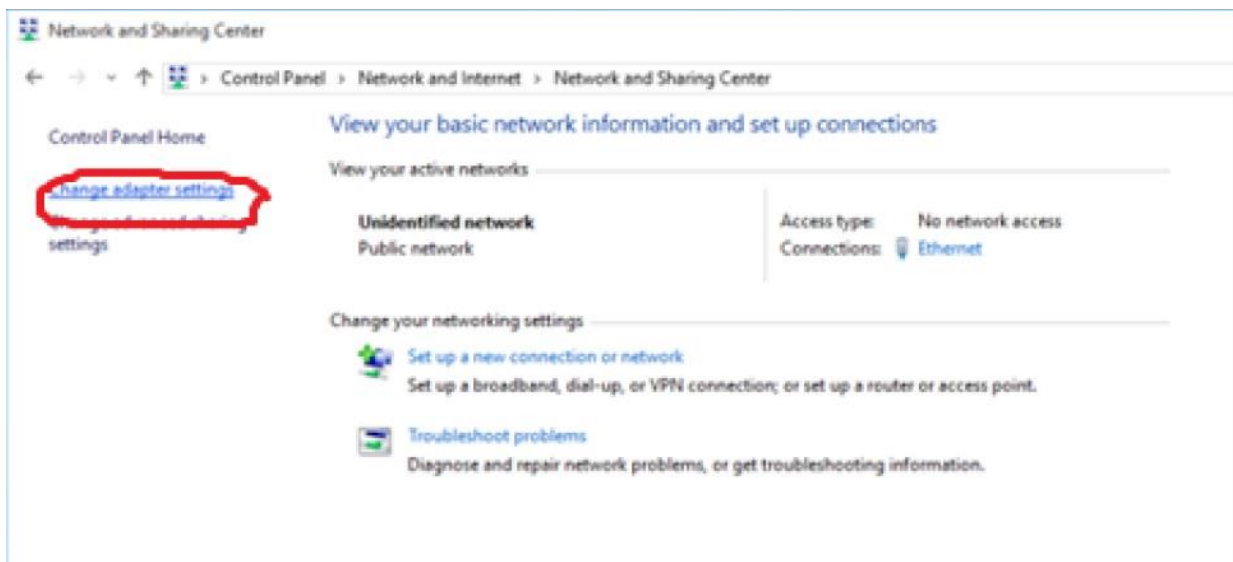 Network and Sharing Center
Control Panel > Network and Internet > Network and Sharing Center
Control Panel Home
Change adapter settings
Change advanced sharing
settings
View your basic network information and set up connections
View your active networks
Unidentified network
Public network
Access type: No network access
Connections: Ethernet
Change your networking settings
Set up a new connection or network
Set up a broadband, dial-up, or VPN connection; or set up a router or access point.
Troubleshoot problems
Diagnose and repair network problems, or get troubleshooting information.